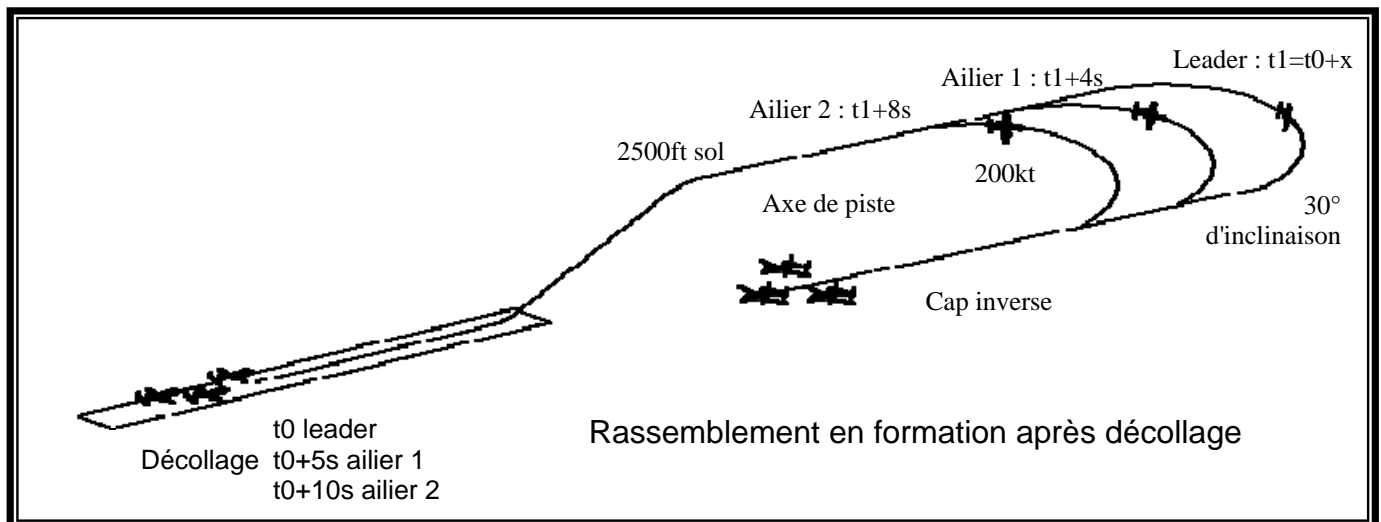 Leader : t1=t0+x
Ailier 1 : t1+4s
Ailier 2 : t1+8s
2500ft sol
200kt
Axe de piste
30°
d'inclinaison
Cap inverse
Rassemblement en formation après décollage
t0 leader
Décollage t0+5s ailier 1
t0+10s ailier 2